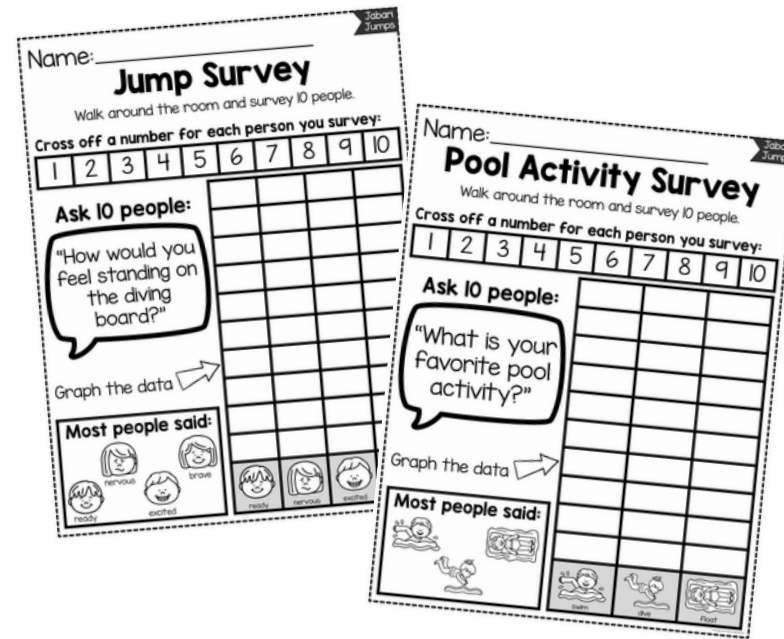 Jabari
Jumps
Name:
Jump Survey
Walk around the room and survey 10 people.
Cross off a number for each person you survey:
1 2 3 4 5 6 7 8 9 10
Ask 10 people:
"How would you
feel standing on
the diving
board?"
Graph the data
Most people said:
nervous
brave
ready
excited
ready nervous excited
Jabari
Jumps
Name:
Pool Activity Survey
Walk around the room and survey 10 people.
Cross off a number for each person you survey:
1 2 3 4 5 6 7 8 9 10
Ask 10 people:
"What is your
favorite pool
activity?"
Graph the data
Most people said:
swim dive float